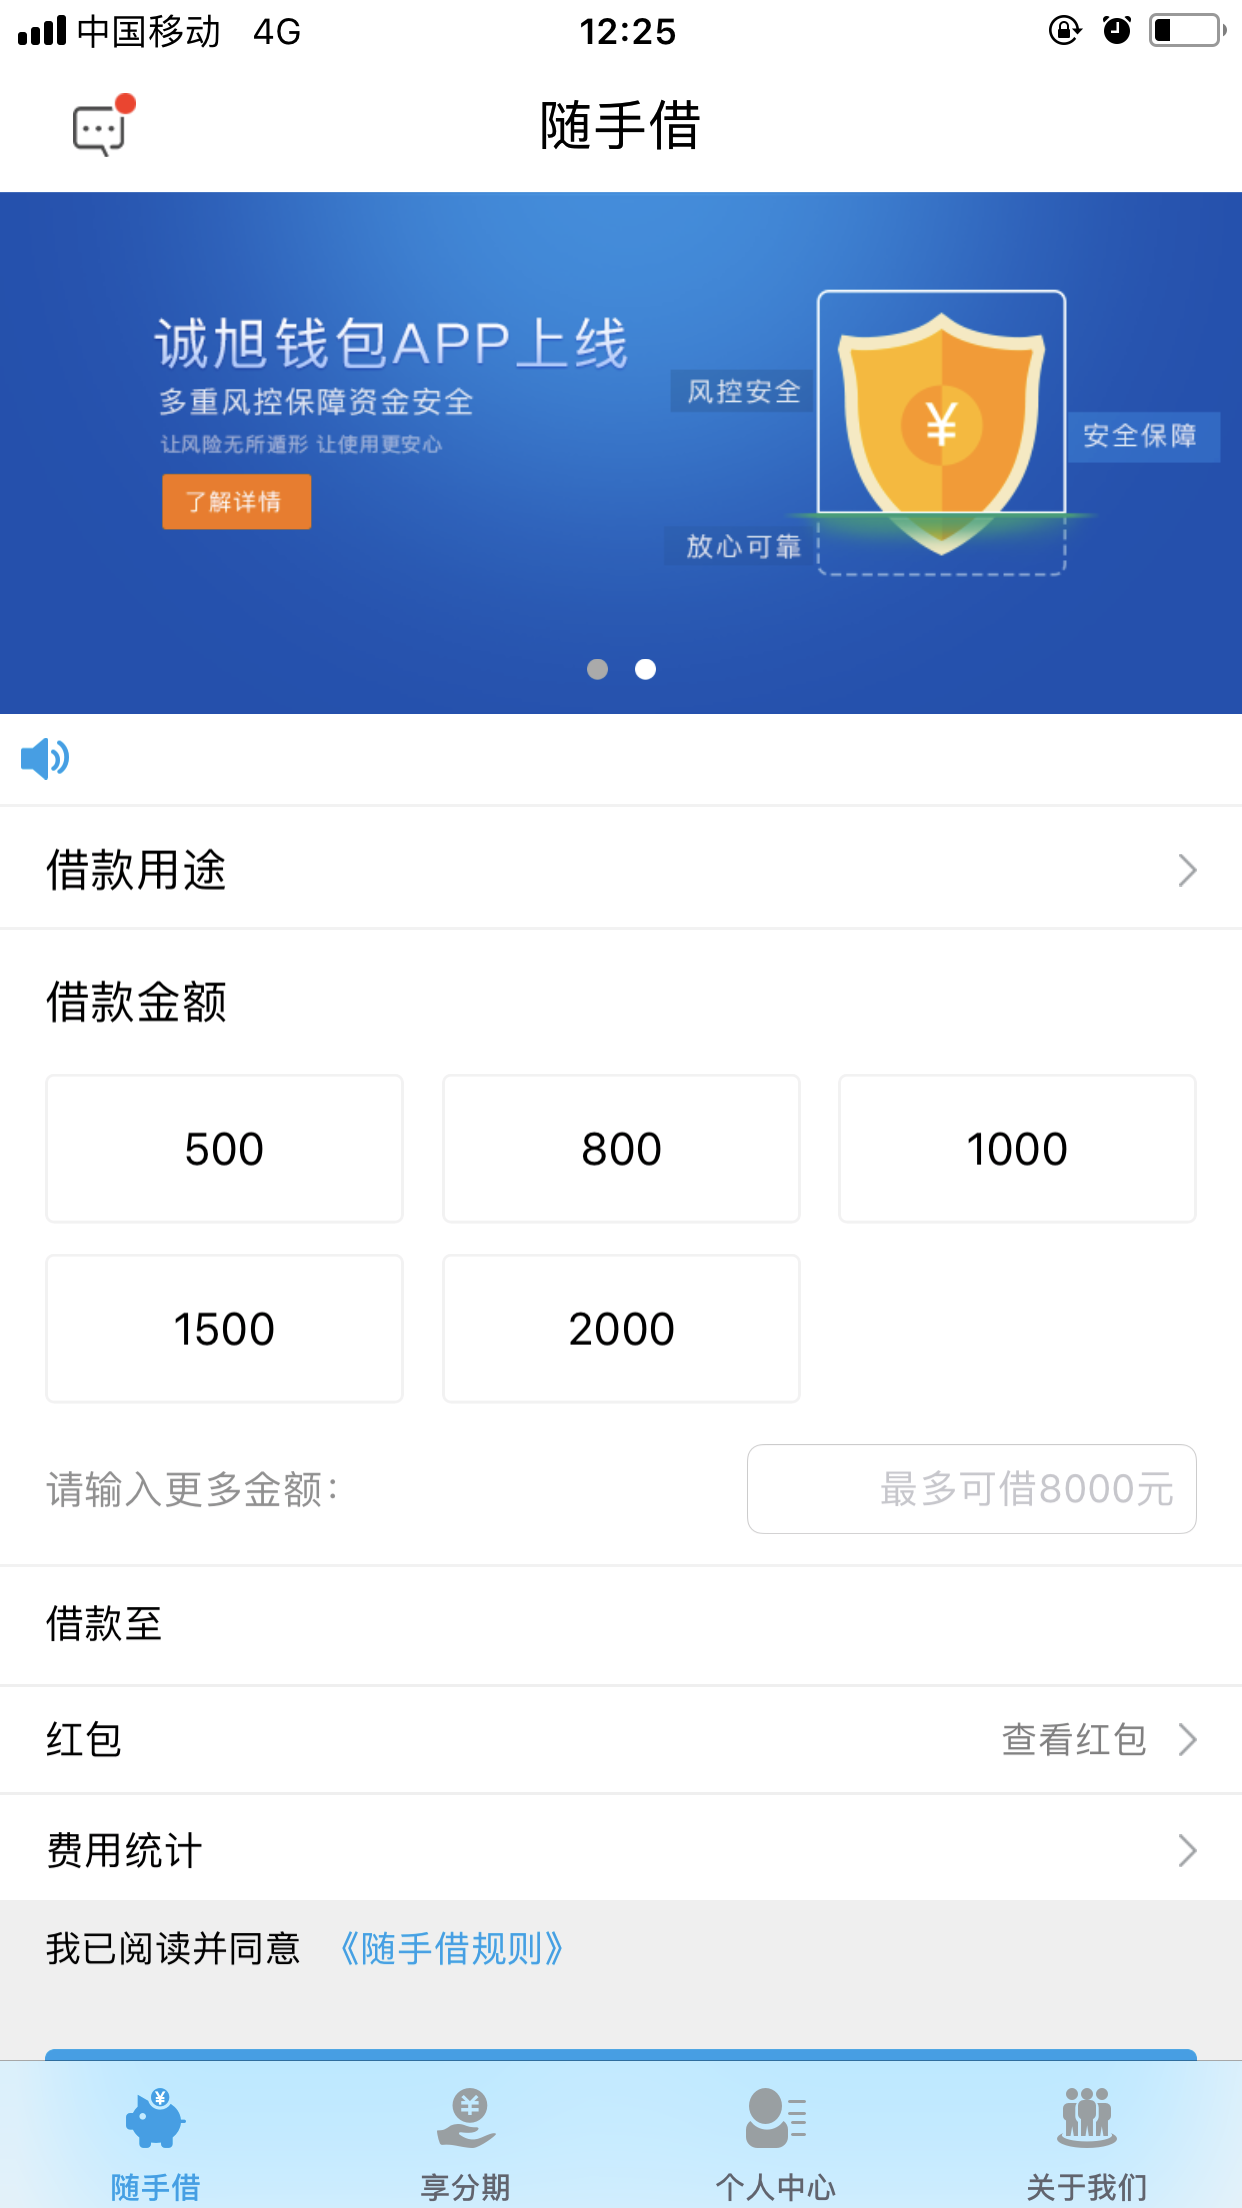 中国移动 4G 12:25
随手借
诚旭钱包APP上线
多重风控保障资金安全
让风险无所遁形 让使用更安心
了解详情
风控安全
¥
安全保障
放心可靠
借款用途
借款金额
500 800 1000
1500 2000
请输入更多金额: 最多可借8000元
借款至
红包 查看红包
费用统计
我已阅读并同意 《随手借规则》
随手借 享分期 个人中心 关于我们